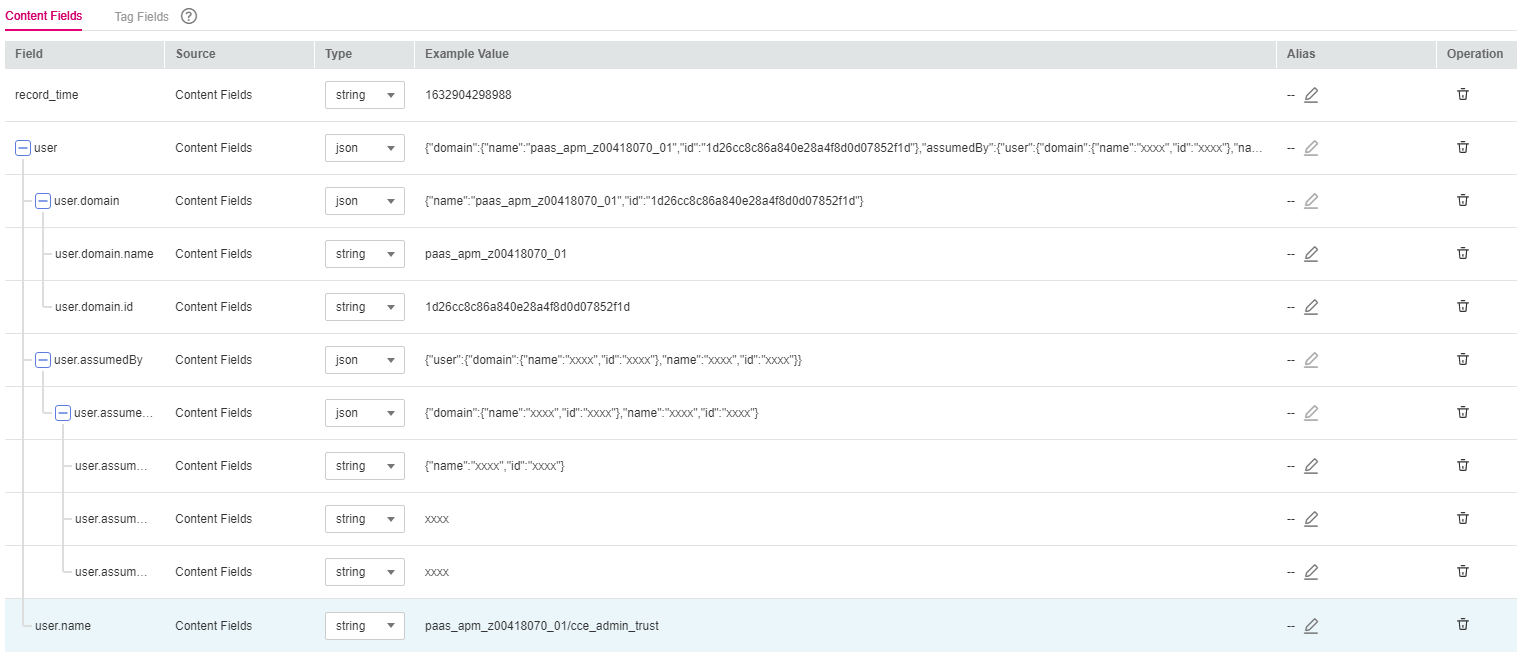 Content Fields Tag Fields ?
Field Source Type Example Value Alias Operation
record_time Content Fields string 1632904298988 --
user Content Fields json {"domain":{"name":"paas_apm_z00418070_01","id":"1d26cc8c86a840e28a4f8d0d07852f1d"},"assumedBy":{"user":{"domain":{"name":"xxxx","id":"xxxx"},"na... --
user.domain Content Fields json {"name":"paas_apm_z00418070_01","id":"1d26cc8c86a840e28a4f8d0d07852f1d"} --
user.domain.name Content Fields string paas_apm_z00418070_01 --
user.domain.id Content Fields string 1d26cc8c86a840e28a4f8d0d07852f1d --
user.assumedBy Content Fields json {"user":{"domain":{"name":"xxxx","id":"xxxx"},"name":"xxxx","id":"xxxx"}} --
user.assume... Content Fields json {"domain":{"name":"xxxx","id":"xxxx"},"name":"xxxx","id":"xxxx"} --
user.assum... Content Fields string {"name":"xxxx","id":"xxxx"} --
user.assum... Content Fields string xxxx --
user.assum... Content Fields string xxxx --
user.name Content Fields string paas_apm_z00418070_01/cce_admin_trust --